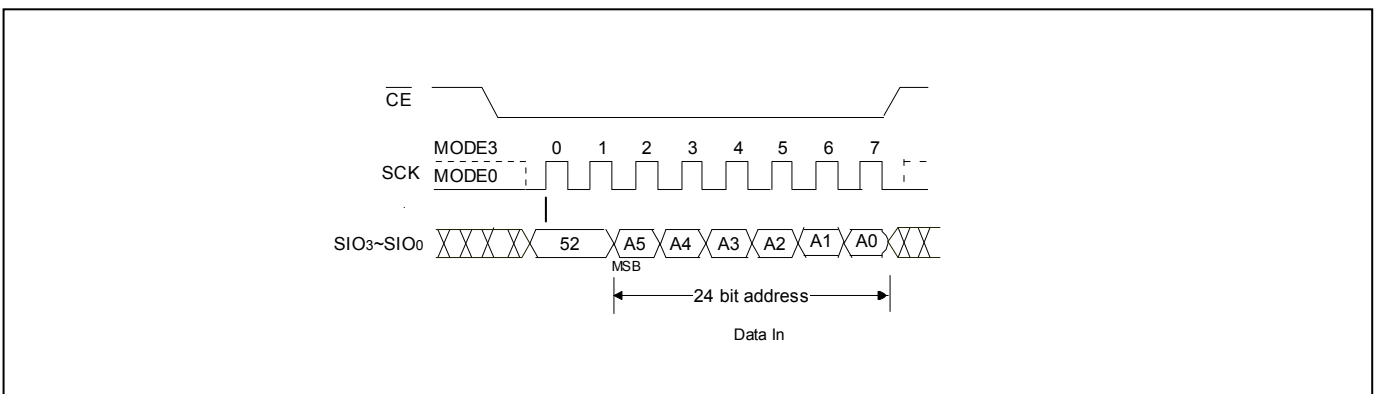 CE
MODE3 0 1 2 3 4 5 6 7
SCK MODE0
SIO3~SIO0 52 A5 A4 A3 A2 A1 A0
MSB
24 bit address
Data In